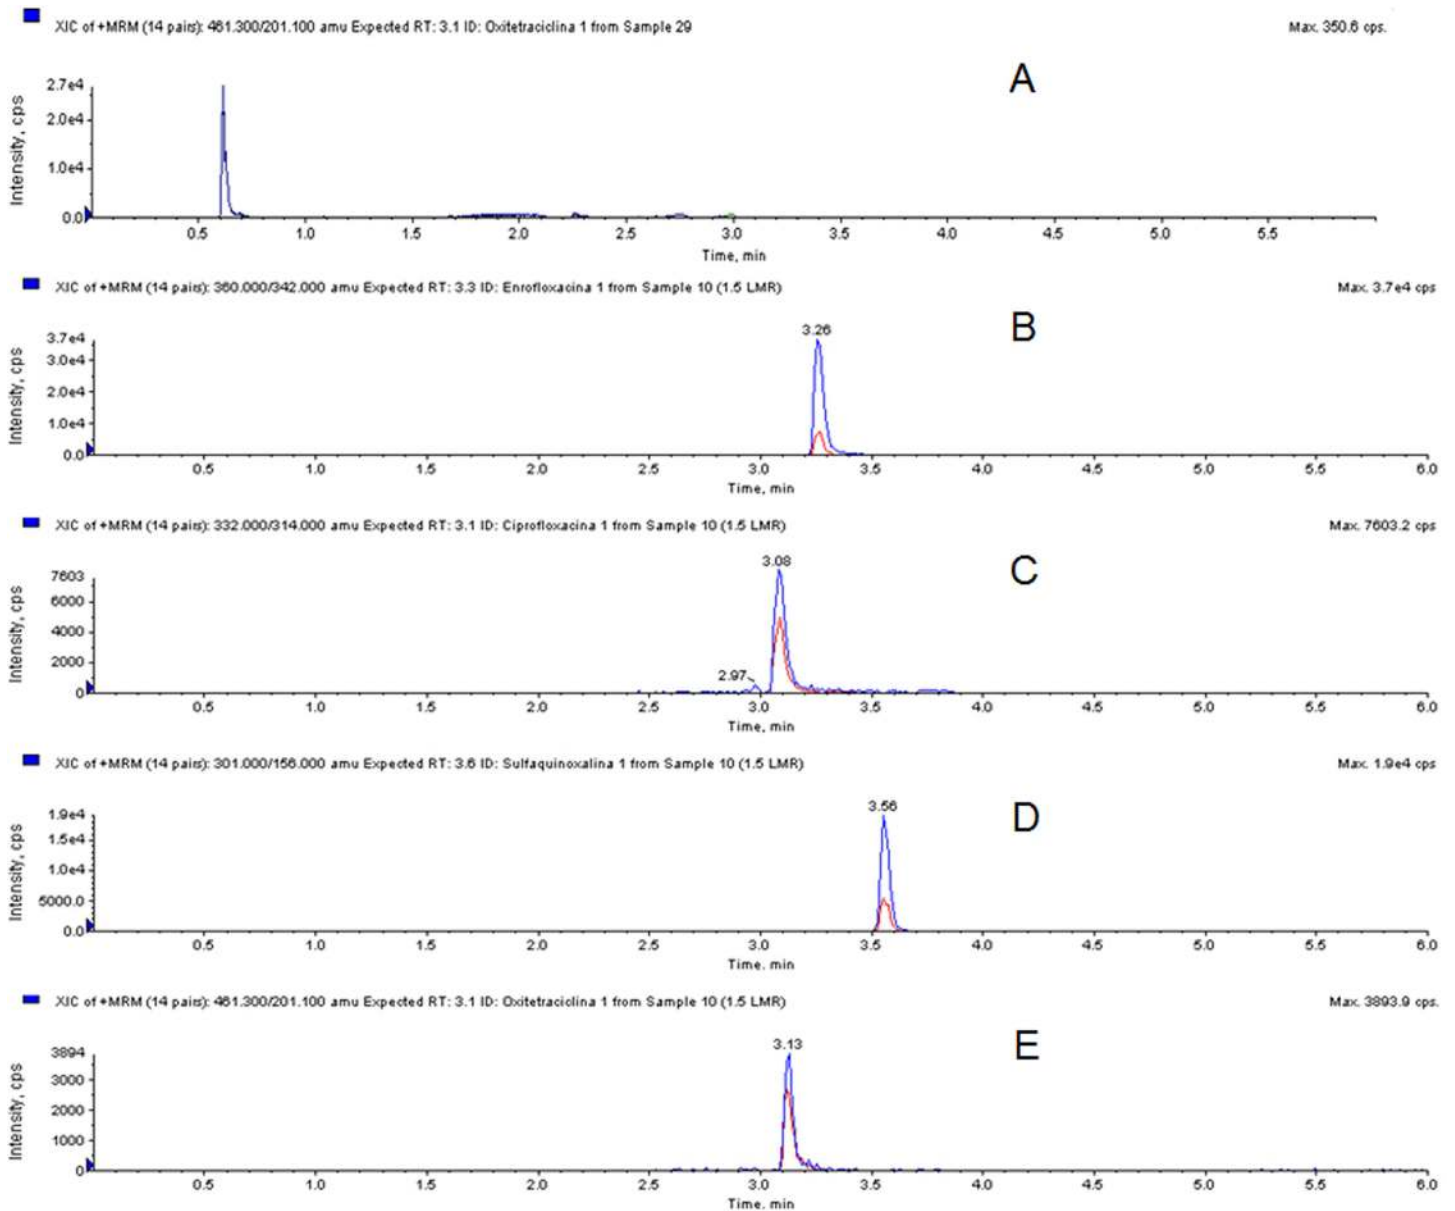 XIC of +MRM (14 pairs): 461.300/201.100 amu Expected RT: 3.1 ID: Oxitetraciclina 1 from Sample 29 Max. 350.6 cps.
A
2.7e4
2.0e4
1.0e4
0.0
Intensity, cps
0.5 1.0 1.5 2.0 2.5 3.0 3.5 4.0 4.5 5.0 5.5
Time, min
XIC of +MRM (14 pairs): 360.000/342.000 amu Expected RT: 3.3 ID: Enrofloxacina 1 from Sample 10 (1.5 LMR) Max. 3.7e4 cps
B
3.26
3.7e4
3.0e4
2.0e4
1.0e4
0.0
Intensity, cps
0.5 1.0 1.5 2.0 2.5 3.0 3.5 4.0 4.5 5.0 5.5 6.0
Time, min
XIC of +MRM (14 pairs): 332.000/314.000 amu Expected RT: 3.1 ID: Ciprofloxacina 1 from Sample 10 (1.5 LMR) Max. 7603.2 cps
C
3.08
7603
6000
4000
2000
0
2.97
Intensity, cps
0.5 1.0 1.5 2.0 2.5 3.0 3.5 4.0 4.5 5.0 5.5 6.0
Time, min
XIC of +MRM (14 pairs): 301.000/156.000 amu Expected RT: 3.6 ID: Sulfaquinoxalina 1 from Sample 10 (1.5 LMR) Max. 1.9e4 cps
D
3.56
1.9e4
1.5e4
1.0e4
5000.0
0.0
Intensity, cps
0.5 1.0 1.5 2.0 2.5 3.0 3.5 4.0 4.5 5.0 5.5 6.0
Time. min
XIC of +MRM (14 pairs): 461.300/201.100 amu Expected RT: 3.1 ID: Oxitetraciclina 1 from Sample 10 (1.5 LMR) Max. 3893.9 cps.
E
3.13
3894
3000
2000
1000
0
Intensity, cps
0.5 1.0 1.5 2.0 2.5 3.0 3.5 4.0 4.5 5.0 5.5 6.0
Time, min